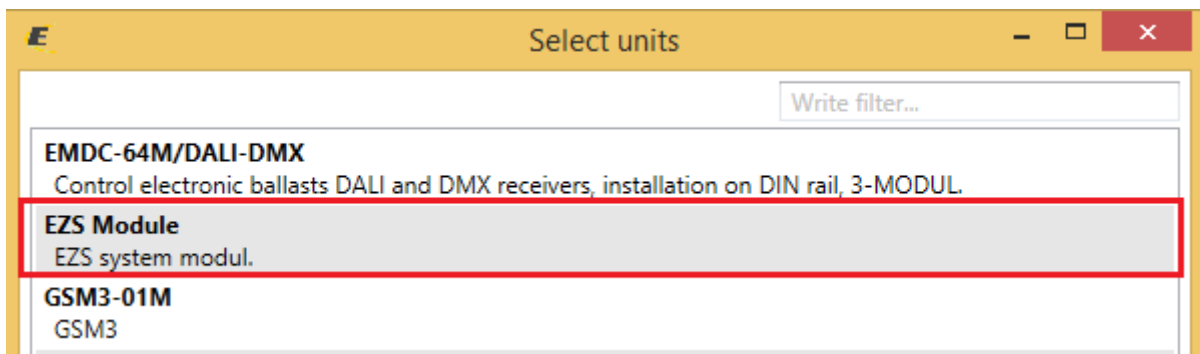 E
Select units
Write filter...
EMDC-64M/DALI-DMX
Control electronic ballasts DALI and DMX receivers, installation on DIN rail, 3-MODUL.
EZS Module
EZS system modul.
GSM3-01M
GSM3